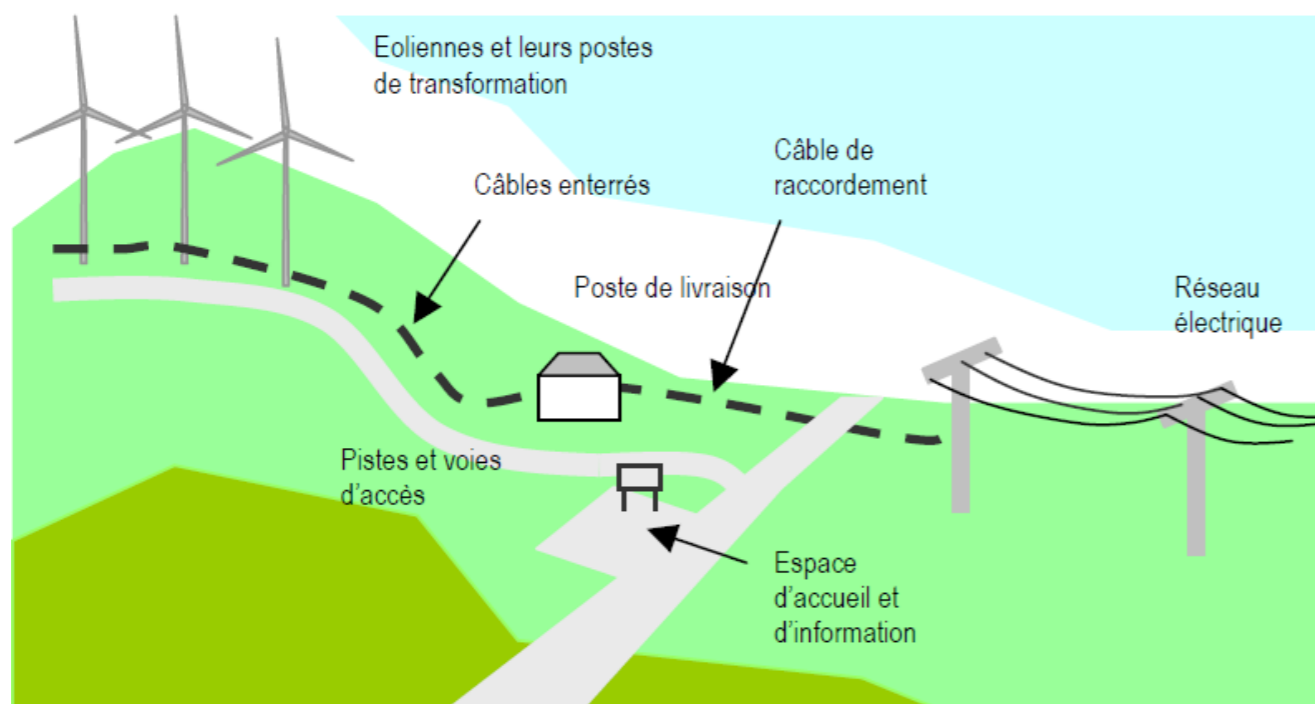 Eoliennes et leurs postes
de transformation
Câble de
raccordement
Câbles enterrés
Poste de livraison
Réseau
électrique
Pistes et voies
d'accès
Espace
d'accueil et
d'information